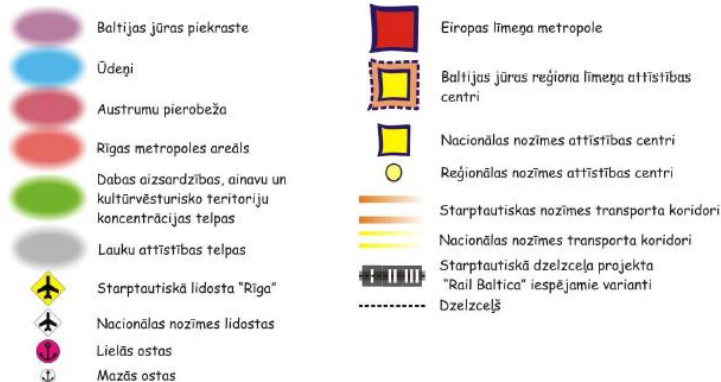 Baltijas jūras piekraste
Ūdeņi
Austrumu pierobeža
Rīgas metropoles areāls
Dabas aizsardzības, ainavu un
kultūrvēsturisko teritoriju
koncentrācijas telpas
Lauku attīstības telpas
Starptautiskā lidosta "Rīga"
Nacionālas nozīmes lidostas
Lielās ostas
Mazās ostas
Eiropas līmeņa metropole
Baltijas jūras reģiona līmeņa attīstības
centri
Nacionālas nozīmes attīstības centri
Reģionālas nozīmes attīstības centri
Starptautiskas nozīmes transporta koridori
Nacionālas nozīmes transporta koridori
I II III
Starptautiskā dzelzceļa projekta
"Rail Baltica" iespējamie varianti
Dzelzceļš